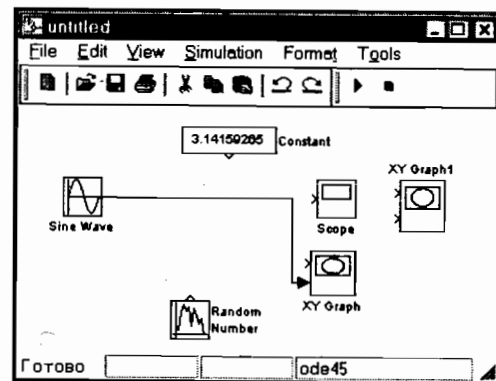 untitled
File Edit View Simulation Format Tools
3.14159265 Constant
XY Graph1
Sine Wave
Scope
XY Graph
Random
Number
Готово
ode45